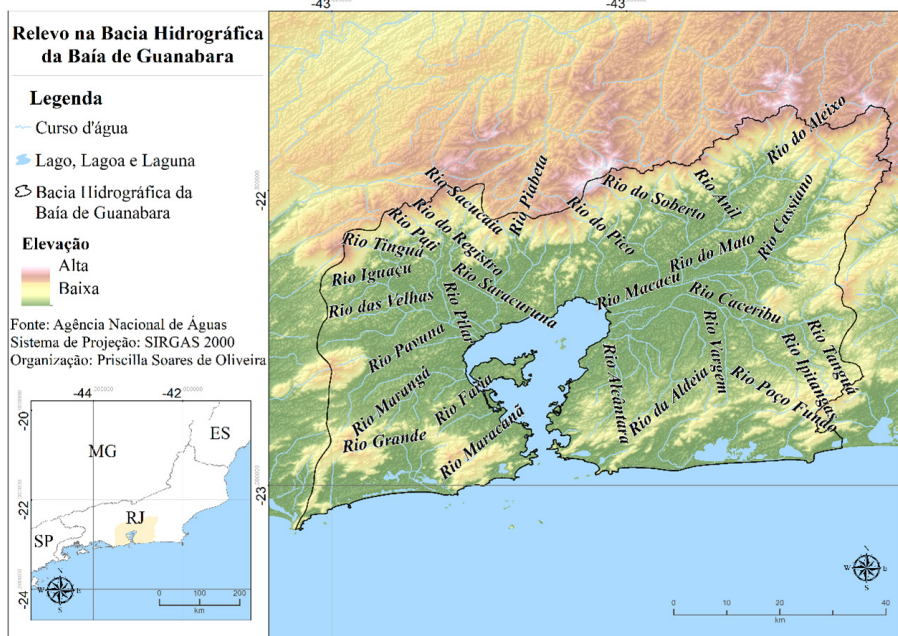 Relevo na Bacia Hidrográfica
da Baía de Guanabara
Legenda
Curso d'água
Lago, Lagoa e Laguna
Bacia Hidrográfica da
Baía de Guanabara
Elevação
Alta
Baixa
Fonte: Agência Nacional de Águas
Sistema de Projeção: SIRGAS 2000
Organização: Priscilla Soares de Oliveira
-44
-42
-20
-22
-24
MG
ES
RJ
SP
N
W
E
S
0 100 200
km
-43
-43
-22
-23
Rio do Aleixo
Rio Sacucaia
Rio Piabeta
Rio do Soberto
Rio Anil
Rio Cassiano
Rio do Registro
Rio Pati
Rio do Pico
Rio Tinguá
Rio do Mato
Rio Iguaçu
Rio Saracuruna
Rio Macacu
Rio Caceribu
Rio das Velhas
Rio Pilar
Rio Pavuna
Rio Vargem
Rio Tanguá
Rio Ipitangas
Rio Alcântara
Rio da Aldeia
Rio Poço Fundo
Rio Marangá
Rio Faria
Rio Grande
Rio Maracanã
N
W
E
S
0 10 20 40
km